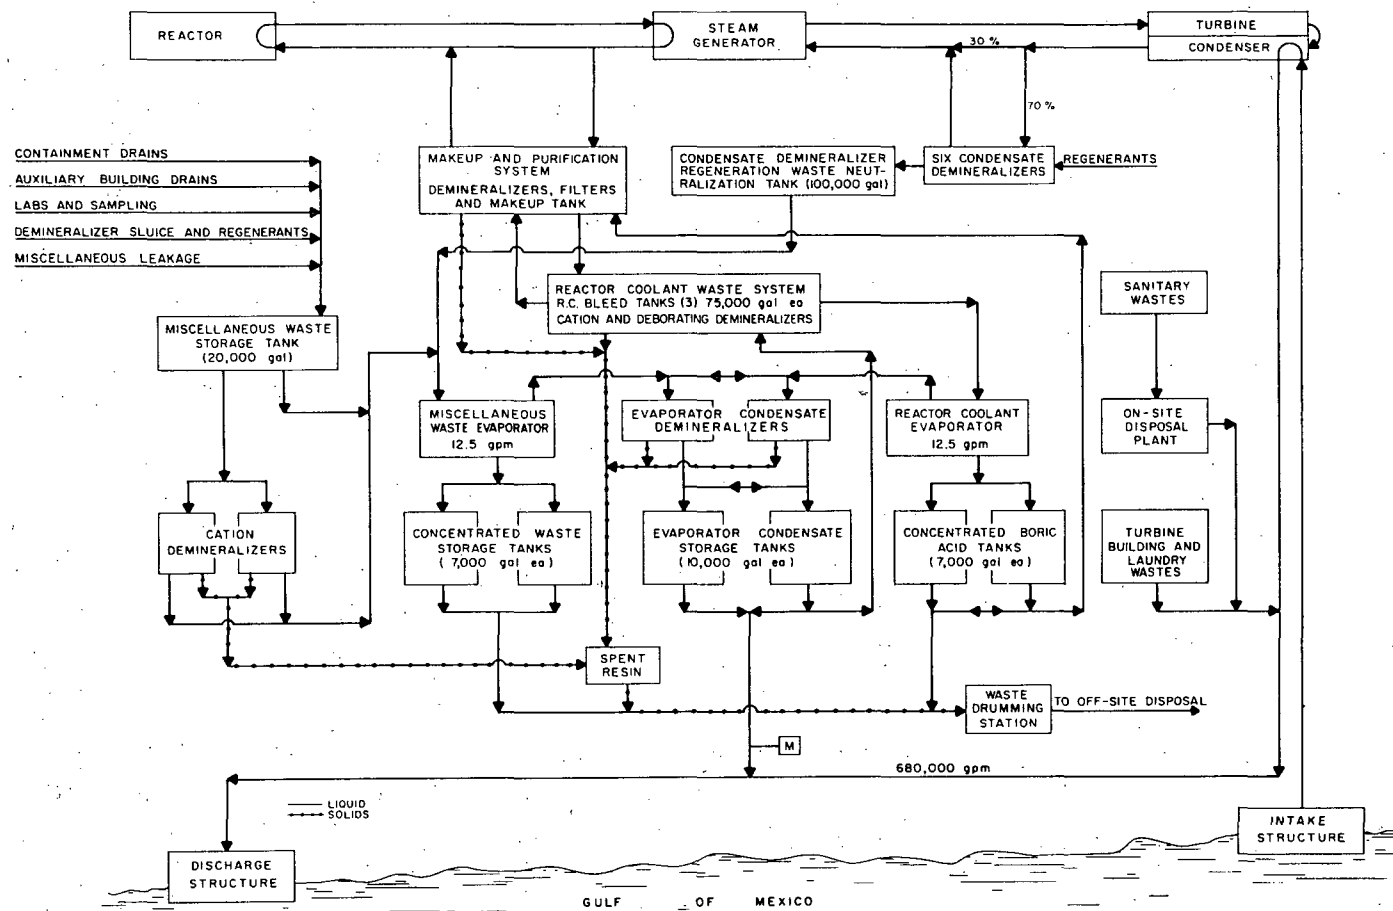 REACTOR
STEAM
GENERATOR
TURBINE
CONDENSER
30 %
70 %
CONTAINMENT DRAINS
AUXILIARY BUILDING DRAINS
LABS AND SAMPLING
DEMINERALIZER SLUICE AND REGENERANTS
MISCELLANEOUS LEAKAGE
MAKEUP AND PURIFICATION
SYSTEM
DEMINERALIZERS, FILTERS
AND MAKEUP TANK
CONDENSATE DEMINERALIZER
REGENERATION WASTE NEUT-
RALIZATION TANK (100,000 gal)
SIX CONDENSATE
DEMINERALIZERS
REGENERANTS
MISCELLANEOUS WASTE
STORAGE TANK
(20,000 gal)
REACTOR COOLANT WASTE SYSTEM
R.C. BLEED TANKS (3) 75,000 gal ea
CATION AND DEBORATING DEMINERALIZERS
SANITARY
WASTES
MISCELLANEOUS
WASTE EVAPORATOR
12.5 gpm
EVAPORATOR CONDENSATE
DEMINERALIZERS
REACTOR COOLANT
EVAPORATOR
12.5 gpm
ON-SITE
DISPOSAL
PLANT
CATION
DEMINERALIZERS
CONCENTRATED WASTE
STORAGE TANKS
(7,000 gal ea)
EVAPORATOR CONDENSATE
STORAGE TANKS
(10,000 gal ea)
CONCENTRATED BORIC
ACID TANKS
(7,000 gal ea)
TURBINE
BUILDING AND
LAUNDRY
WASTES
SPENT
RESIN
WASTE
DRUMMING
STATION
TO OFF-SITE DISPOSAL
M
680,000 gpm
LIQUID
SOLIDS
DISCHARGE
STRUCTURE
INTAKE
STRUCTURE
GULF OF MEXICO